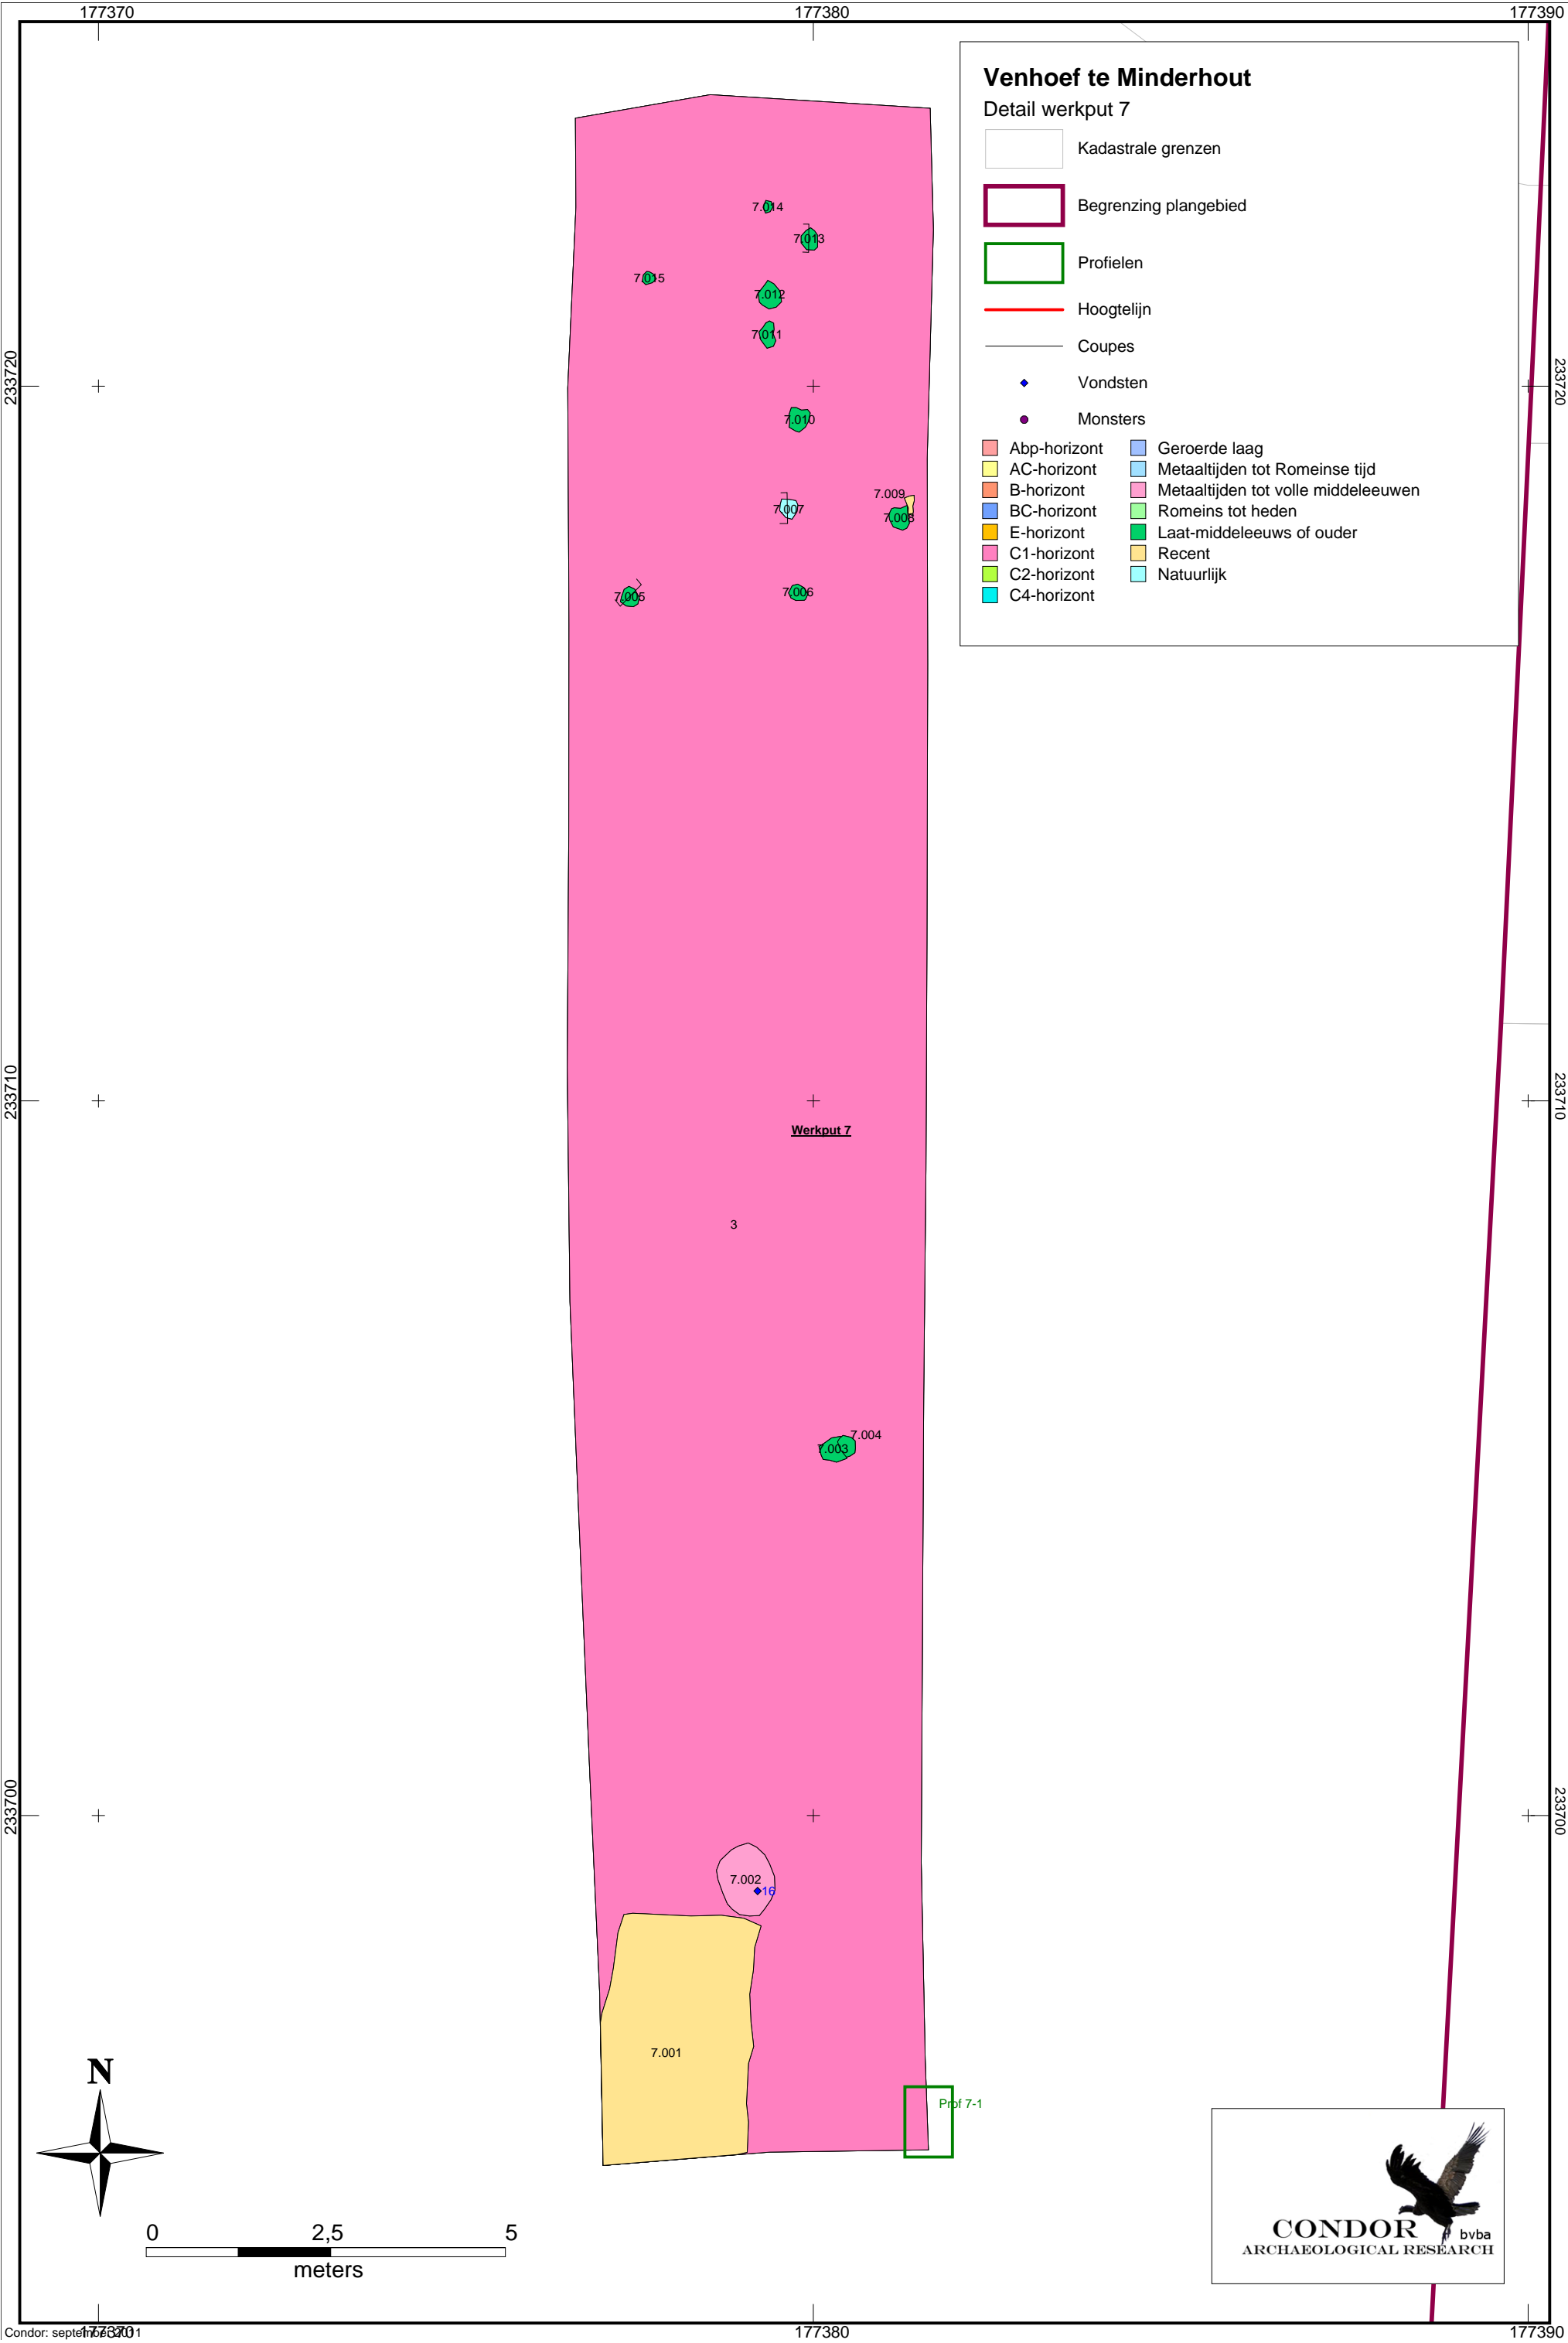 177370
177380
177390
Venhoef te Minderhout
Detail werkput 7
Kadastrale grenzen
Begrenzing plangebied
Profielen
Hoogtelijn
Coupes
Vondsten
Monsters
Abp-horizont
AC-horizont
B-horizont
BC-horizont
E-horizont
C1-horizont
C2-horizont
C4-horizont
Geroerde laag
Metaaltijden tot Romeinse tijd
Metaaltijden tot volle middeleeuwen
Romeins tot heden
Laat-middeleeuws of ouder
Recent
Natuurlijk
7.014
7.013
7.015
7.012
7.011
233720
233720
7.010
7.009
7.007
7.008
7.005
7.006
233710
233710
Werkput 7
3
7.004
7.003
233700
233700
7.002
16
7.001
N
Prof 7-1
0 2,5 5
meters
CONDOR bvba
ARCHAEOLOGICAL RESEARCH
Condor: september 2011
177370
177380
177390